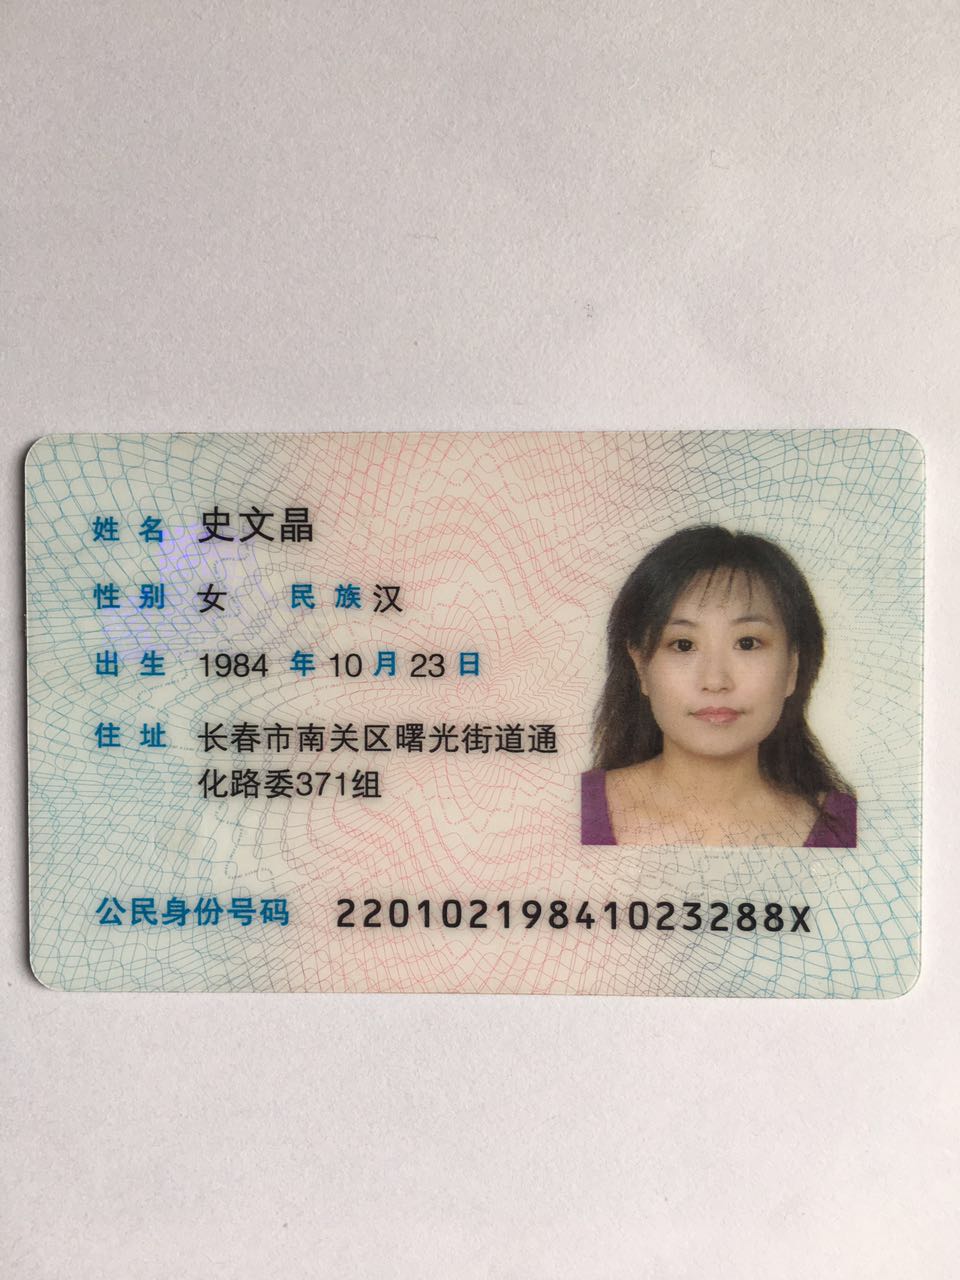 姓名 史文晶
性别 女 民族 汉
出生 1984 年 10 月 23 日
住址 长春市南关区曙光街道通
化路委371组
公民身份号码 22010219841023288X